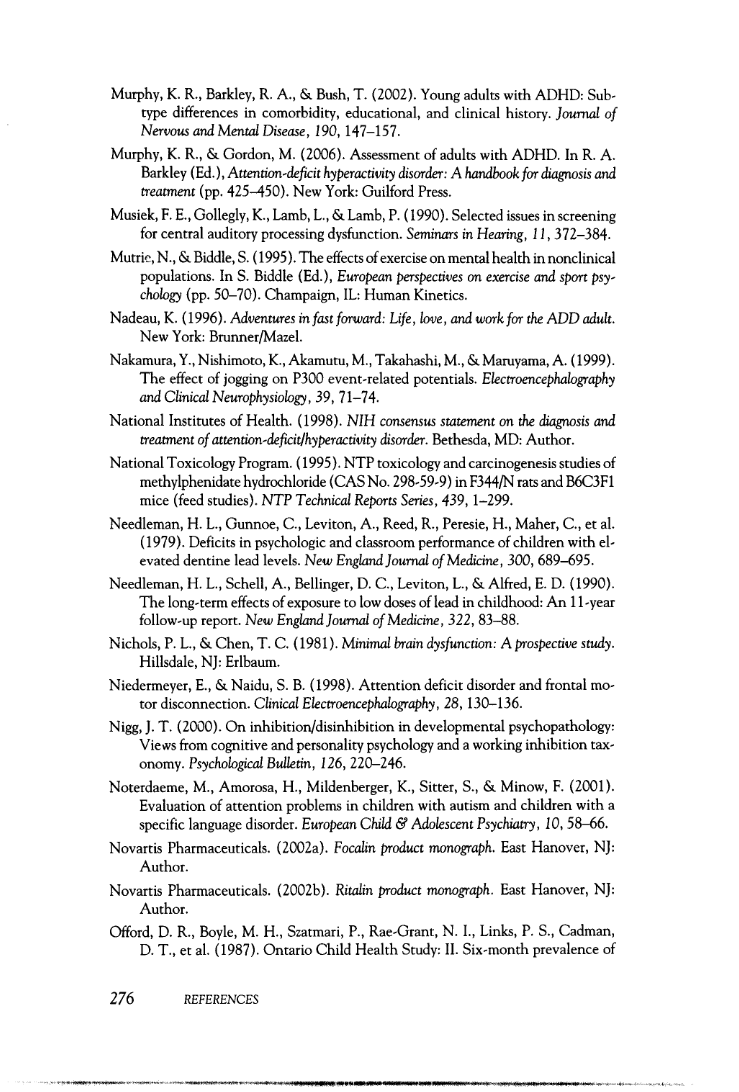 Murphy, K. R., Barkley, R. A., & Bush, T. (2002). Young adults with ADHD: Sub-
type differences in comorbidity, educational, and clinical history. Journal of
Nervous and Mental Disease, 190, 147–157.
Murphy, K. R., & Gordon, M. (2006). Assessment of adults with ADHD. In R. A.
Barkley (Ed.), Attention-deficit hyperactivity disorder: A handbook for diagnosis and
treatment (pp. 425–450). New York: Guilford Press.
Musiek, F. E., Gollegly, K., Lamb, L., & Lamb, P. (1990). Selected issues in screening
for central auditory processing dysfunction. Seminars in Hearing, 11, 372–384.
Mutrie, N., & Biddle, S. (1995). The effects of exercise on mental health in nonclinical
populations. In S. Biddle (Ed.), European perspectives on exercise and sport psy-
chology (pp. 50–70). Champaign, IL: Human Kinetics.
Nadeau, K. (1996). Adventures in fast forward: Life, love, and work for the ADD adult.
New York: Brunner/Mazel.
Nakamura, Y., Nishimoto, K., Akamutu, M., Takahashi, M., & Maruyama, A. (1999).
The effect of jogging on P300 event-related potentials. Electroencephalography
and Clinical Neurophysiology, 39, 71–74.
National Institutes of Health. (1998). NIH consensus statement on the diagnosis and
treatment of attention-deficit/hyperactivity disorder. Bethesda, MD: Author.
National Toxicology Program. (1995). NTP toxicology and carcinogenesis studies of
methylphenidate hydrochloride (CAS No. 298-59-9) in F344/N rats and B6C3F1
mice (feed studies). NTP Technical Reports Series, 439, 1–299.
Needleman, H. L., Gunnoe, C., Leviton, A., Reed, R., Peresie, H., Maher, C., et al.
(1979). Deficits in psychologic and classroom performance of children with el-
evated dentine lead levels. New England Journal of Medicine, 300, 689–695.
Needleman, H. L., Schell, A., Bellinger, D. C., Leviton, L., & Alfred, E. D. (1990).
The long-term effects of exposure to low doses of lead in childhood: An 11-year
follow-up report. New England Journal of Medicine, 322, 83–88.
Nichols, P. L., & Chen, T. C. (1981). Minimal brain dysfunction: A prospective study.
Hillsdale, NJ: Erlbaum.
Niedermeyer, E., & Naidu, S. B. (1998). Attention deficit disorder and frontal mo-
tor disconnection. Clinical Electroencephalography, 28, 130–136.
Nigg, J. T. (2000). On inhibition/disinhibition in developmental psychopathology:
Views from cognitive and personality psychology and a working inhibition tax-
onomy. Psychological Bulletin, 126, 220–246.
Noterdaeme, M., Amorosa, H., Mildenberger, K., Sitter, S., & Minow, F. (2001).
Evaluation of attention problems in children with autism and children with a
specific language disorder. European Child & Adolescent Psychiatry, 10, 58–66.
Novartis Pharmaceuticals. (2002a). Focalin product monograph. East Hanover, NJ:
Author.
Novartis Pharmaceuticals. (2002b). Ritalin product monograph. East Hanover, NJ:
Author.
Offord, D. R., Boyle, M. H., Szatmari, P., Rae-Grant, N. I., Links, P. S., Cadman,
D. T., et al. (1987). Ontario Child Health Study: II. Six-month prevalence of
276 REFERENCES